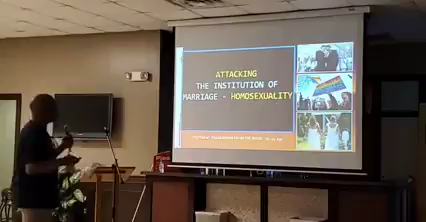 ATTACKING
THE INSTITUTION OF
MARRIAGE - HOMOSEXUALITY